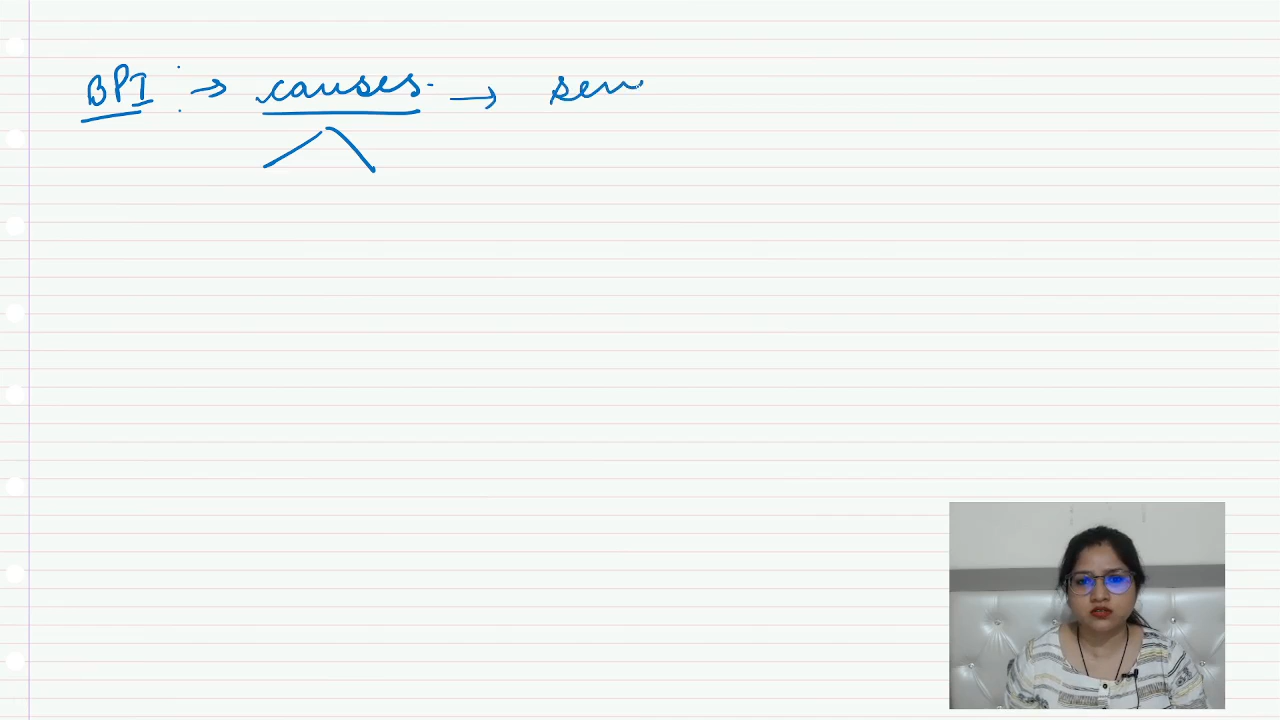 BPI : → causes. → sen